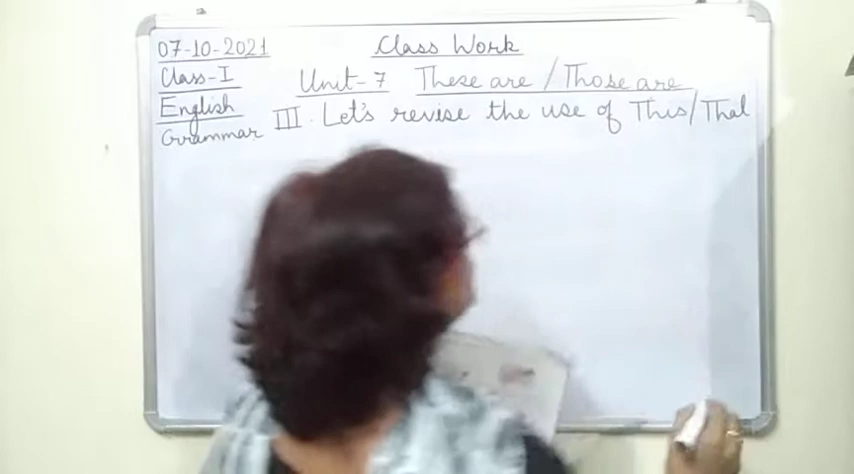 07-10-2021 Class Work
Class-I Unit-7 These are / Those are
English III. Let's revise the use of This/That
Grammar